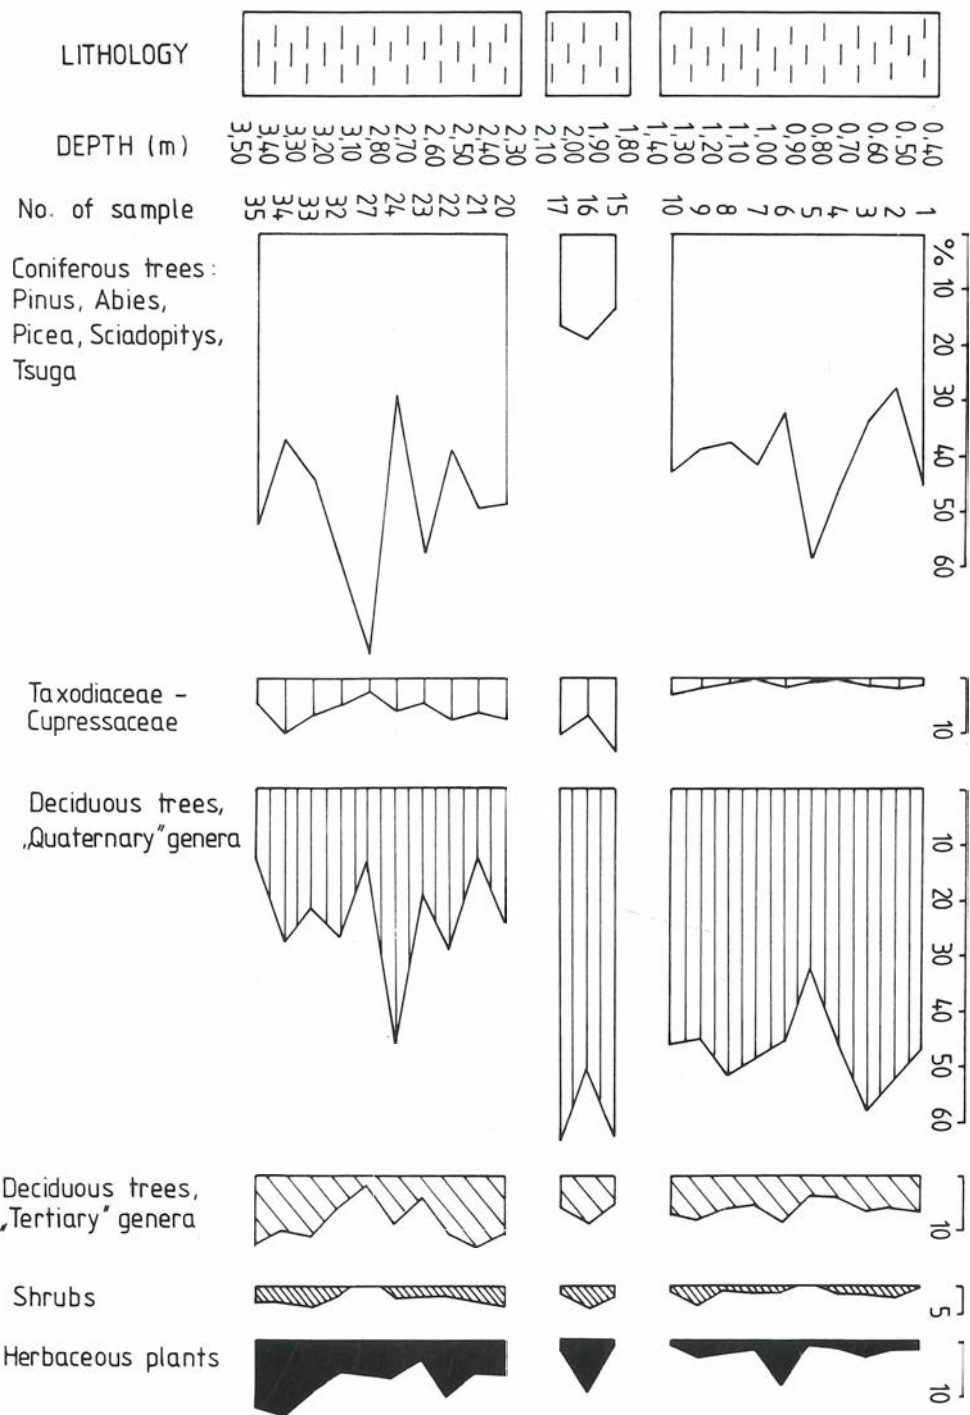 LITHOLOGY
DEPTH (m)
3,50 3,40 3,30 3,20 3,10 2,80 2,70 2,60 2,50 2,40 2,30 2,10 2,00 1,90 1,80 1,40 1,30 1,20 1,10 1,00 0,90 0,80 0,70 0,60 0,50 0,40
No. of sample
35 34 33 32 27 24 23 22 21 20 17 16 15 10 9 8 7 6 5 4 3 2 1
%
10
20
30
40
50
60
Coniferous trees:
Pinus, Abies,
Picea, Sciadopitys,
Tsuga
Taxodiaceae -
Cupressaceae
10
Deciduous trees,
„Quaternary" genera
10
20
30
40
50
60
Deciduous trees,
„Tertiary" genera
10
Shrubs
5
Herbaceous plants
10